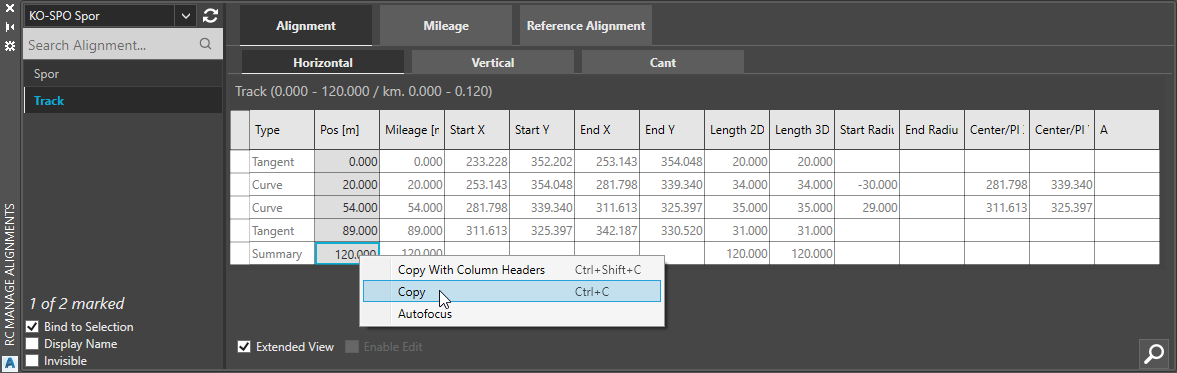 KO-SPO Spor
Search Alignment...
Spor
Track
1 of 2 marked
Bind to Selection
Display Name
Invisible
RC MANAGE ALIGNMENTS
A
Alignment Mileage Reference Alignment
Horizontal Vertical Cant
Track (0.000 - 120.000 / km. 0.000 - 0.120)
Type Pos [m] Mileage [m Start X Start Y End X End Y Length 2D Length 3D Start Radiu End Radiu Center/PI X Center/PI Y A
Tangent 0.000 0.000 233.228 352.202 253.143 354.048 20.000 20.000
Curve 20.000 20.000 253.143 354.048 281.798 339.340 34.000 34.000 -30.000 281.798 339.340
Curve 54.000 54.000 281.798 339.340 311.613 325.397 35.000 35.000 29.000 311.613 325.397
Tangent 89.000 89.000 311.613 325.397 342.187 330.520 31.000 31.000
Summary 120.000 120.000 120.000 120.000
Copy With Column Headers Ctrl+Shift+C
Copy Ctrl+C
Autofocus
Extended View Enable Edit